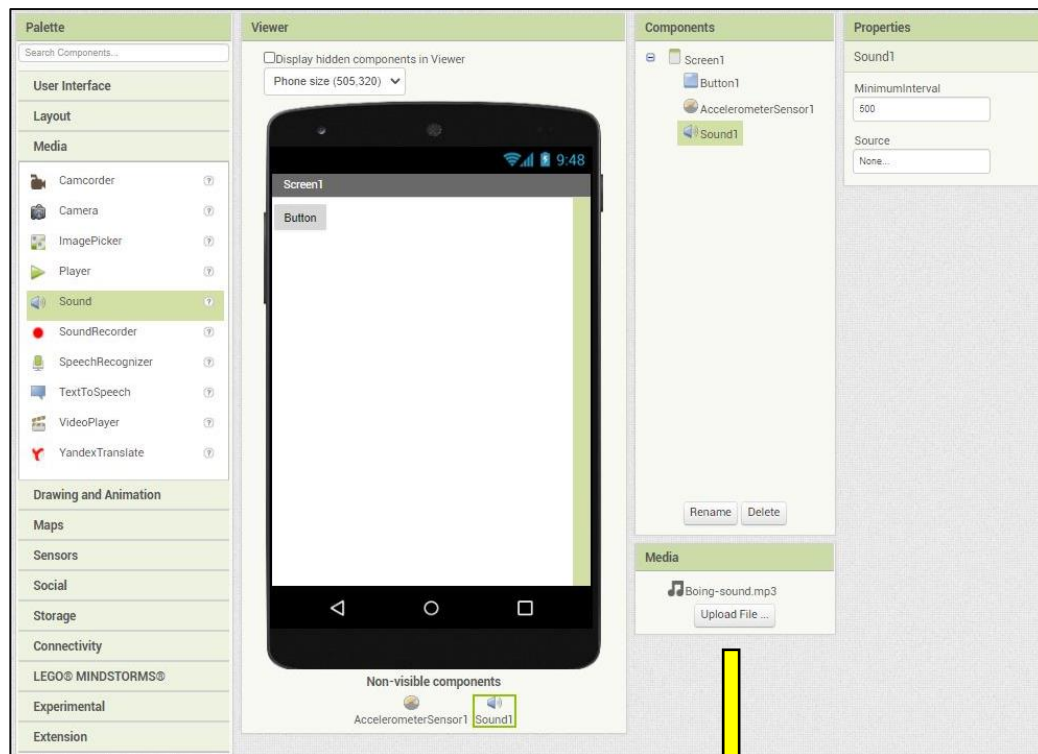 Palette
Search Components...
User Interface
Layout
Media
Camcorder
Camera
ImagePicker
Player
Sound
SoundRecorder
SpeechRecognizer
TextToSpeech
VideoPlayer
YandexTranslate
Drawing and Animation
Maps
Sensors
Social
Storage
Connectivity
LEGO® MINDSTORMS®
Experimental
Extension
Viewer
Display hidden components in Viewer
Phone size (505,320)
9:48
Screen1
Button
Non-visible components
AccelerometerSensor1 Sound1
Components
Screen1
Button1
AccelerometerSensor1
Sound1
Rename Delete
Media
Boing-sound.mp3
Upload File ...
Properties
Sound1
MinimumInterval
500
Source
None...